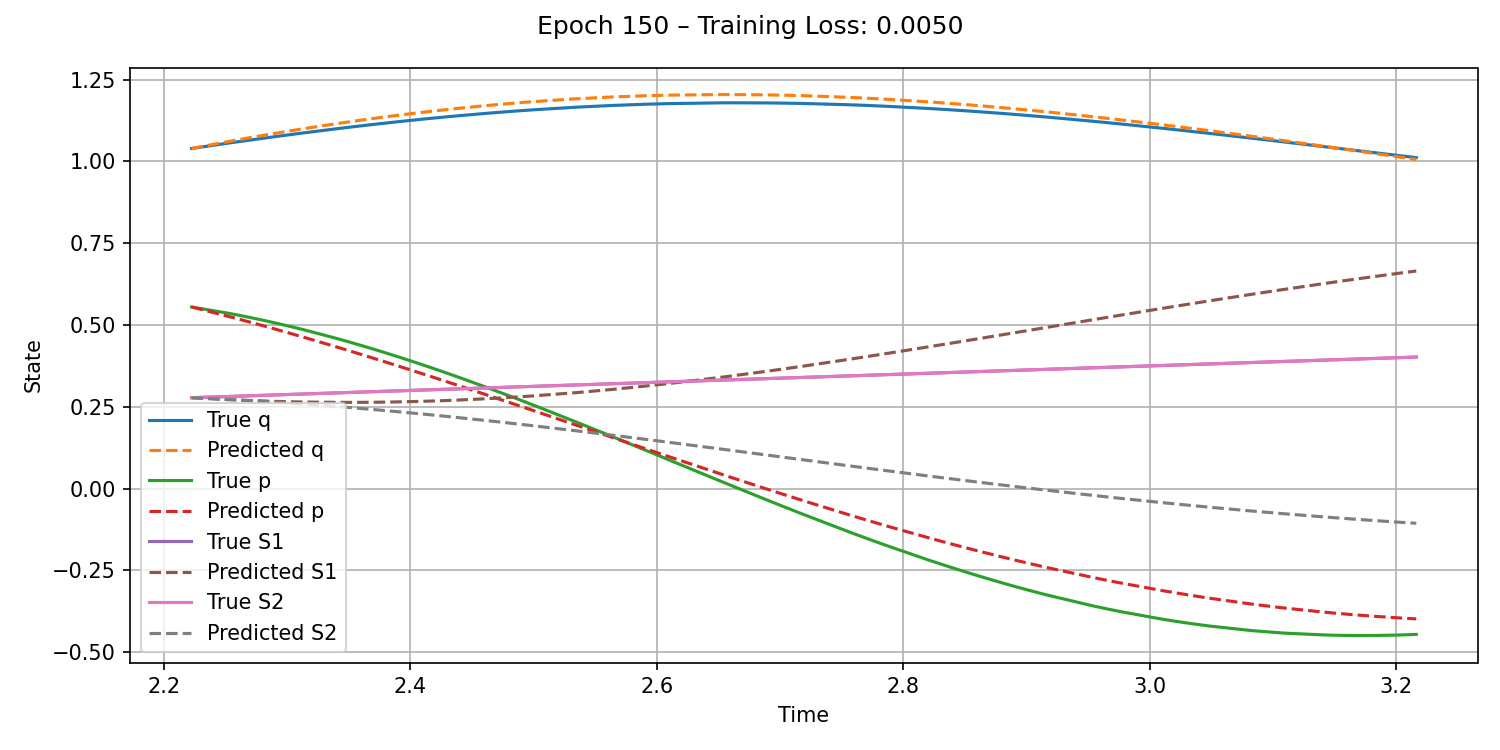 Epoch 150 – Training Loss: 0.0050
1.25
1.00
0.75
0.50
0.25
0.00
−0.25
−0.50
State
True q
Predicted q
True p
Predicted p
True S1
Predicted S1
True S2
Predicted S2
2.2 2.4 2.6 2.8 3.0 3.2
Time